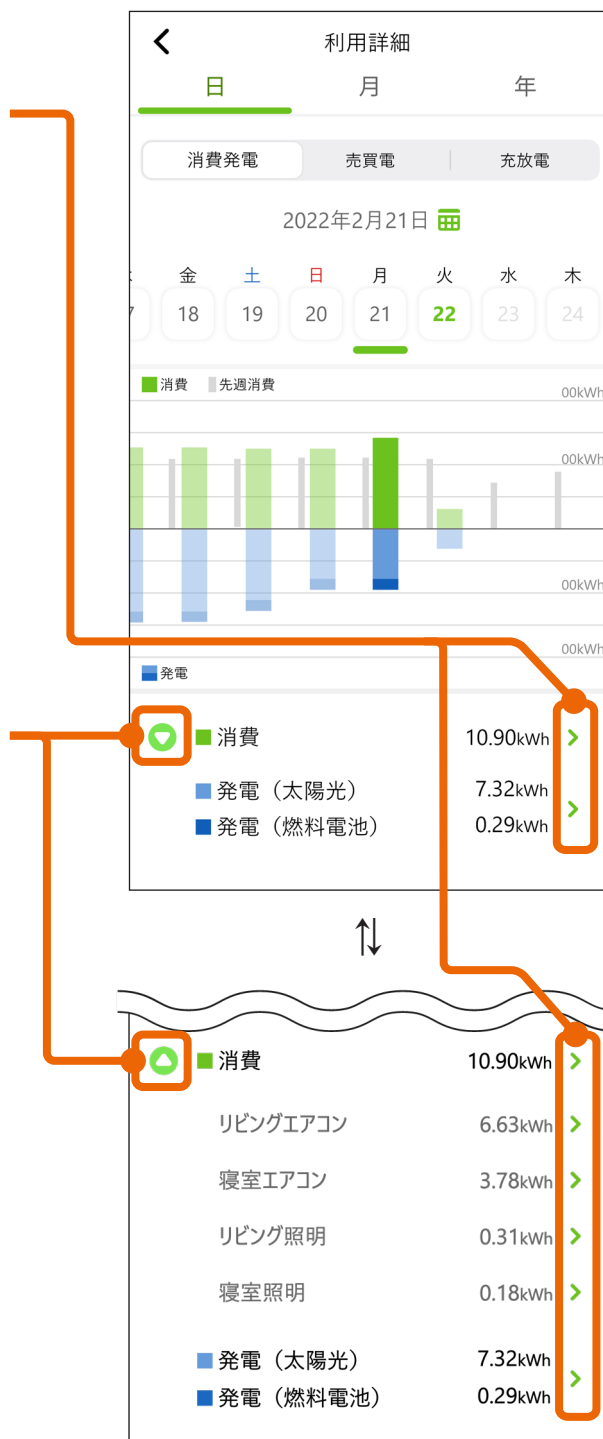 利用詳細
日 月 年
消費発電 売買電 充放電
2022年2月21日
金 土 日 月 火 水 木
18 19 20 21 22 23 24
消費 先週消費
00kWh
00kWh
00kWh
00kWh
発電
消費 10.90kWh
発電（太陽光） 7.32kWh
発電（燃料電池） 0.29kWh
消費 10.90kWh
リビングエアコン 6.63kWh
寝室エアコン 3.78kWh
リビング照明 0.31kWh
寝室照明 0.18kWh
発電（太陽光） 7.32kWh
発電（燃料電池） 0.29kWh